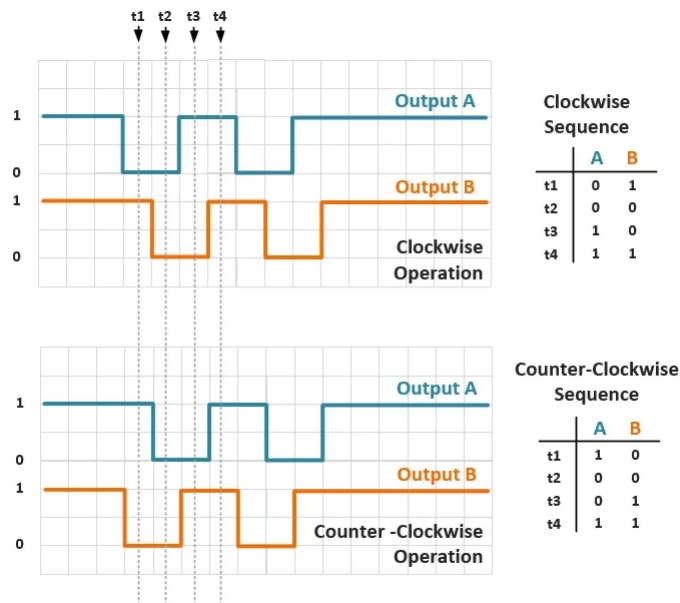 t1 t2 t3 t4
1
Output A
0
1
Output B
0
Clockwise
Operation
Clockwise
Sequence
A B
t1 0 1
t2 0 0
t3 1 0
t4 1 1
1
Output A
0
1
Output B
0
Counter -Clockwise
Operation
Counter-Clockwise
Sequence
A B
t1 1 0
t2 0 0
t3 0 1
t4 1 1